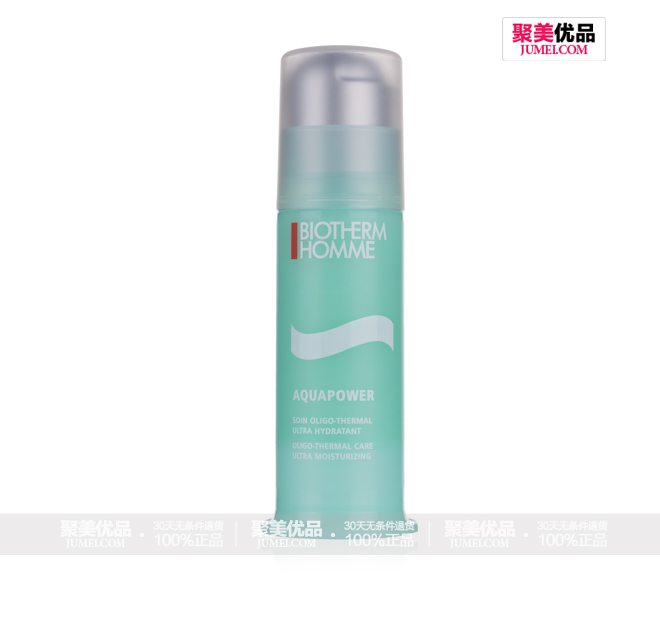 聚美优品
JUMEI.COM
BIOTHERM
HOMME
AQUAPOWER
SOIN OLIGO-THERMAL
ULTRA HYDRATANT
OLIGO-THERMAL CARE
ULTRA MOISTURIZING
聚美优品 JUMEI.COM · 30天无条件退货 100%正品
聚美优品 JUMEI.COM · 30天无条件退货 100%正品
聚美优品 JUMEI.COM · 30天无条件退货 100%正品